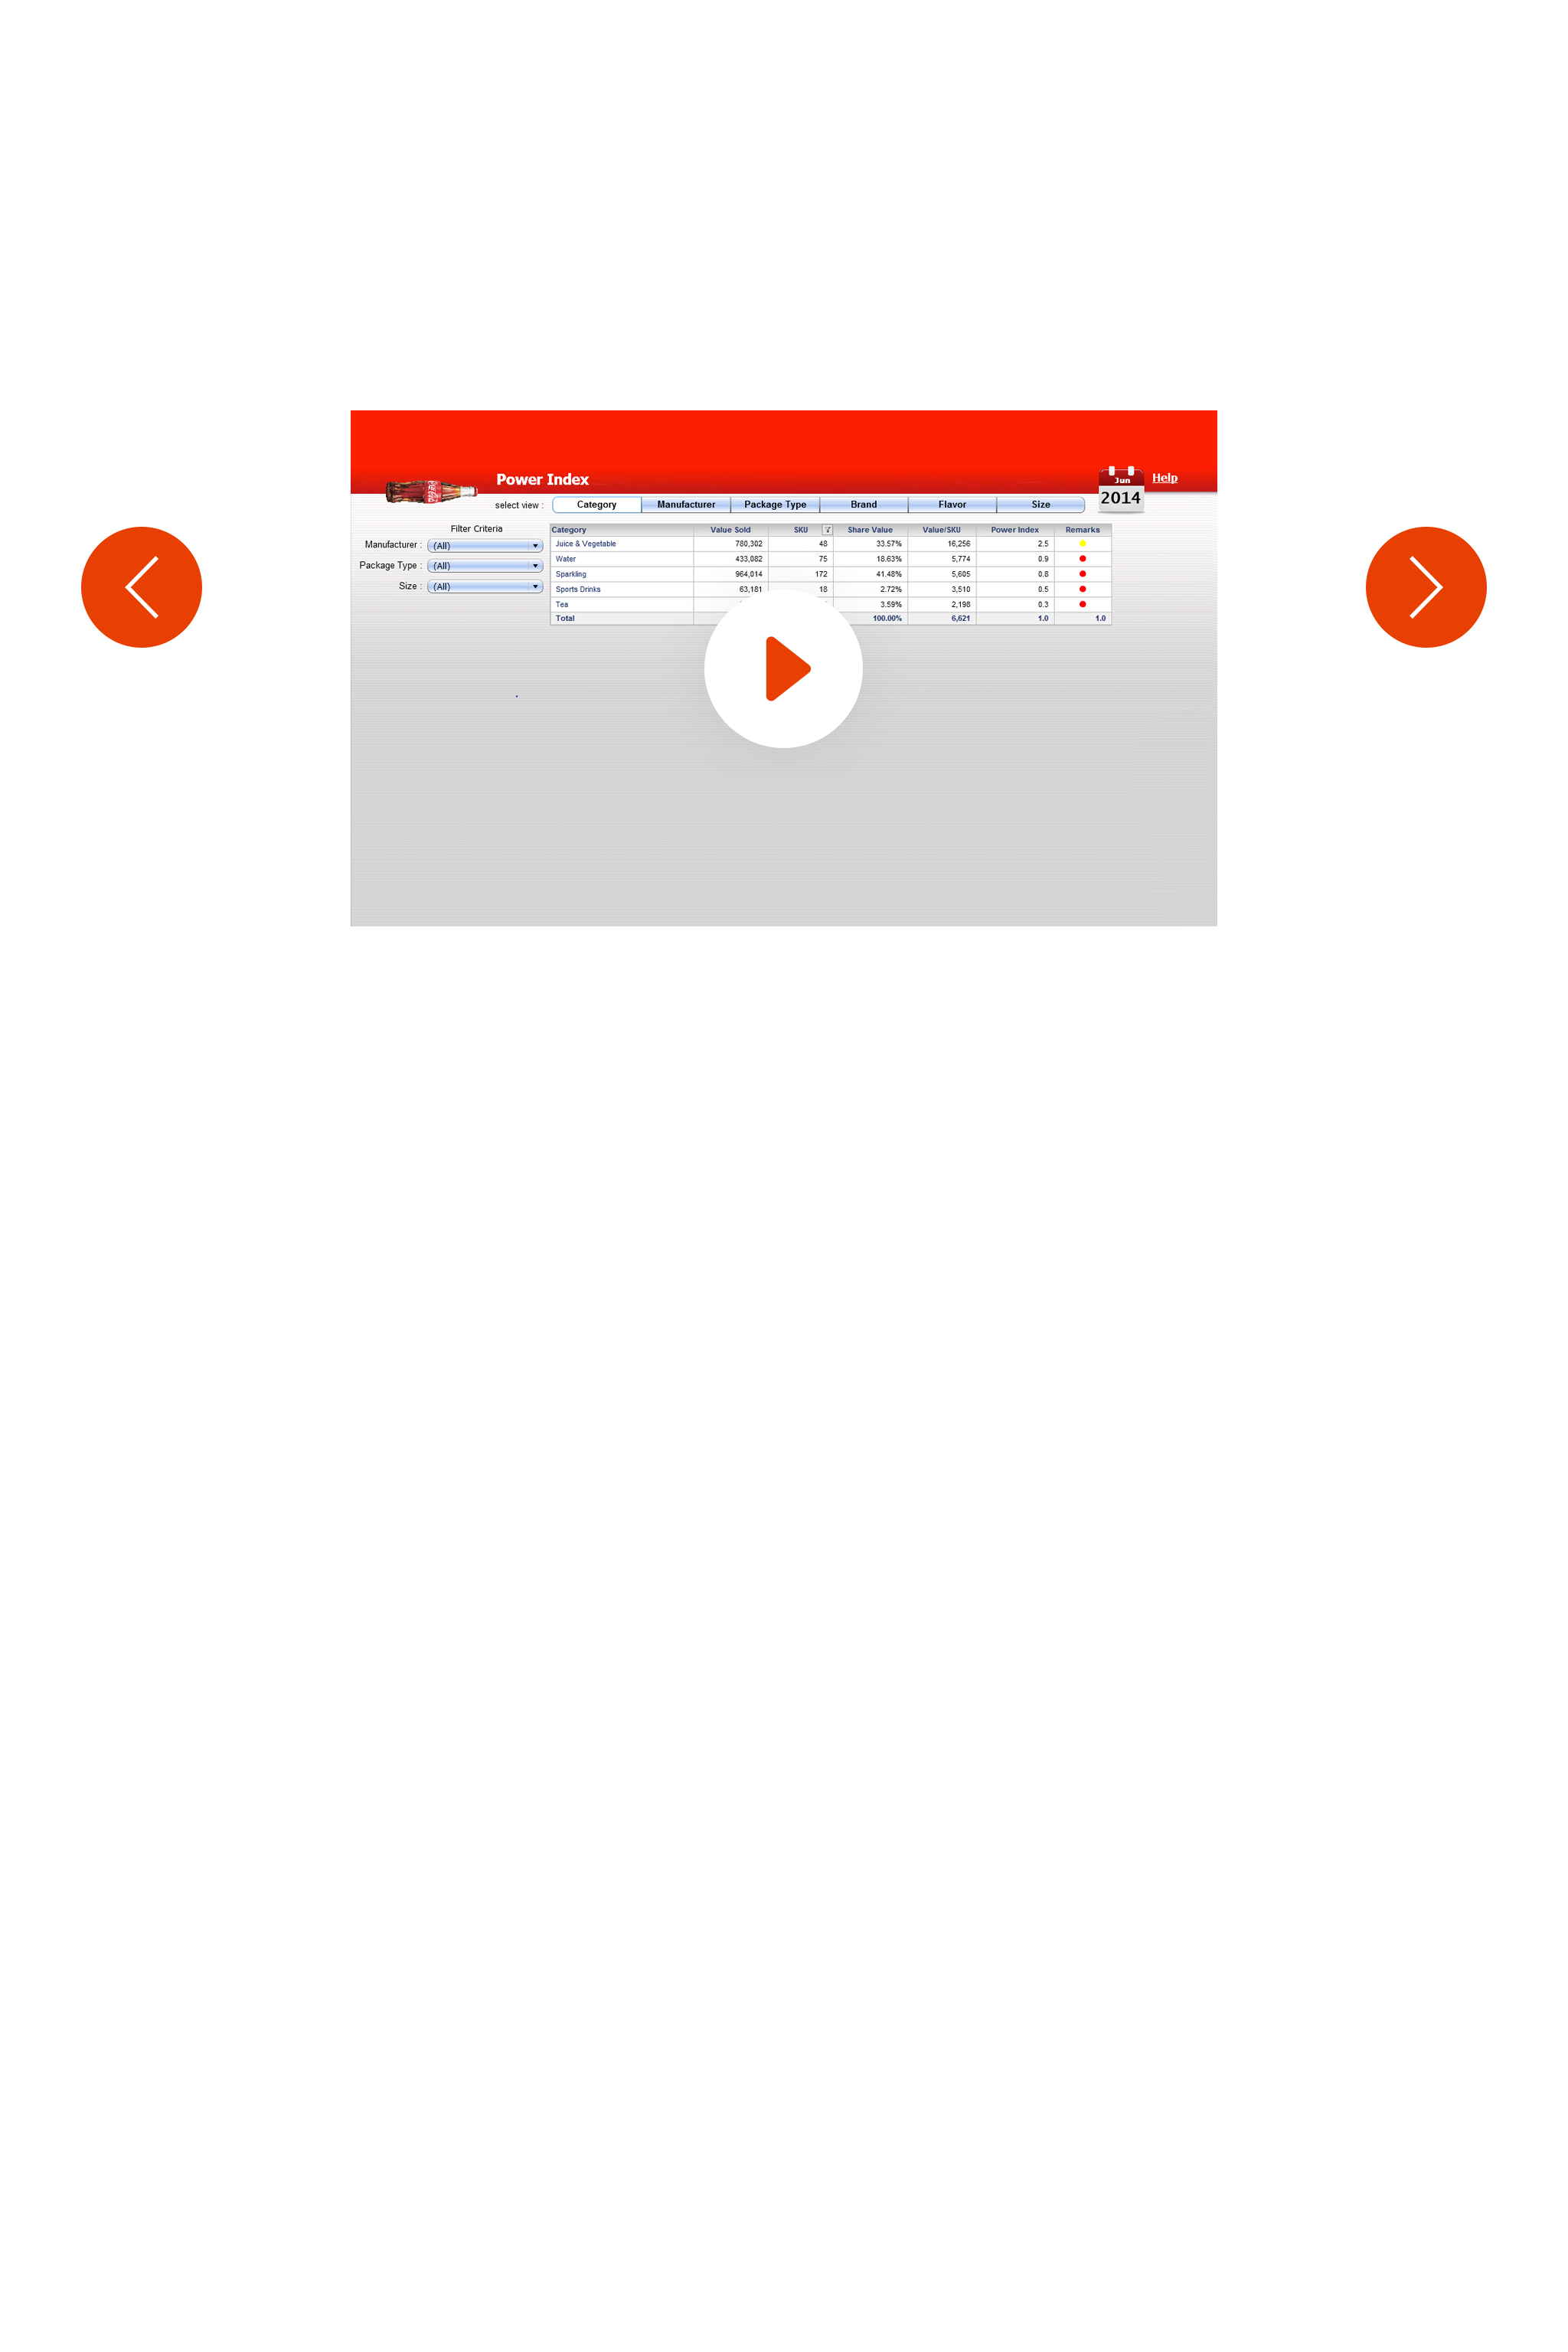 Power Index
Help
Jun
2014
select view :
Category Manufacturer Package Type Brand Flavor Size
Filter Criteria
Manufacturer : (All)
Package Type : (All)
Size : (All)
Category Value Sold SKU Share Value Value/SKU Power Index Remarks
Juice & Vegetable 780,302 48 33.57% 16,256 2.5
Water 433,082 75 18.63% 5,774 0.9
Sparkling 964,014 172 41.48% 5,605 0.8
Sports Drinks 63,181 18 2.72% 3,510 0.5
Tea 3.59% 2,198 0.3
Total 100.00% 6,621 1.0 1.0